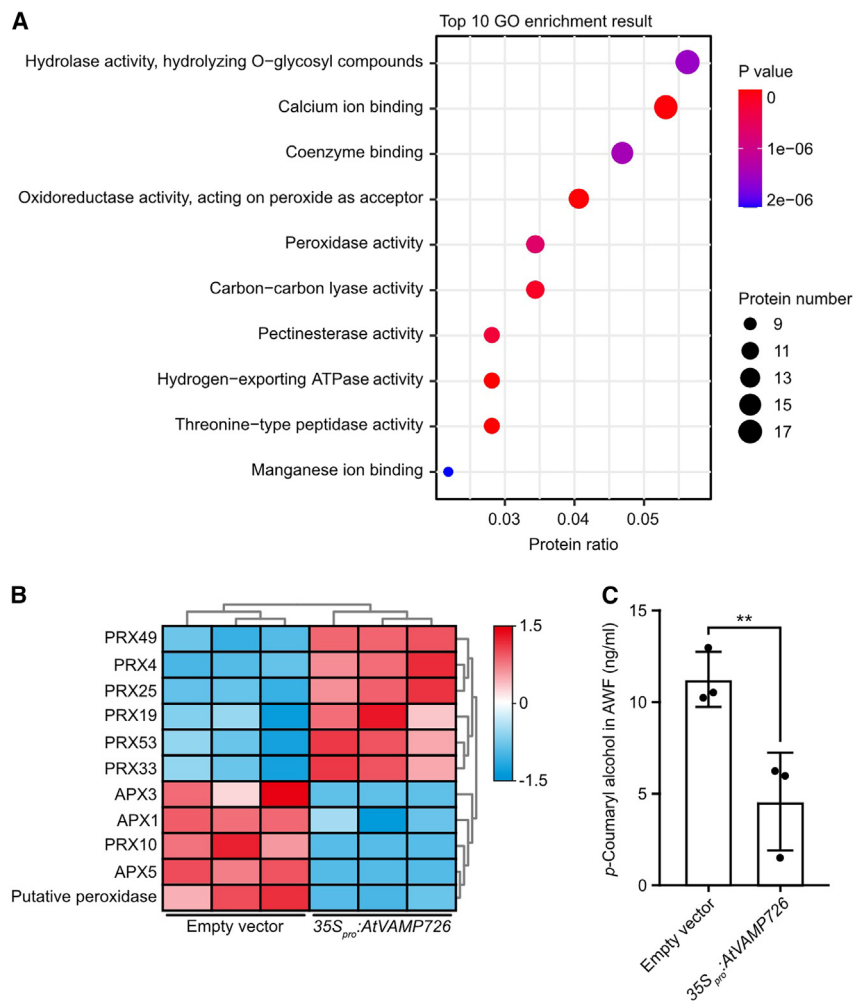 A
Top 10 GO enrichment result
Hydrolase activity, hydrolyzing O-glycosyl compounds
Calcium ion binding
Coenzyme binding
Oxidoreductase activity, acting on peroxide as acceptor
Peroxidase activity
Carbon-carbon lyase activity
Pectinesterase activity
Hydrogen-exporting ATPase activity
Threonine-type peptidase activity
Manganese ion binding
0.03 0.04 0.05
Protein ratio
P value
0
1e-06
2e-06
Protein number
9
11
13
15
17
B
PRX49
PRX4
PRX25
PRX19
PRX53
PRX33
APX3
APX1
PRX10
APX5
Putative peroxidase
Empty vector
35Spro:AtVAMP726
1.5
0
-1.5
C
p-Coumaryl alcohol in AWF (ng/ml)
15
10
5
0
**
Empty vector
35Spro:AtVAMP726